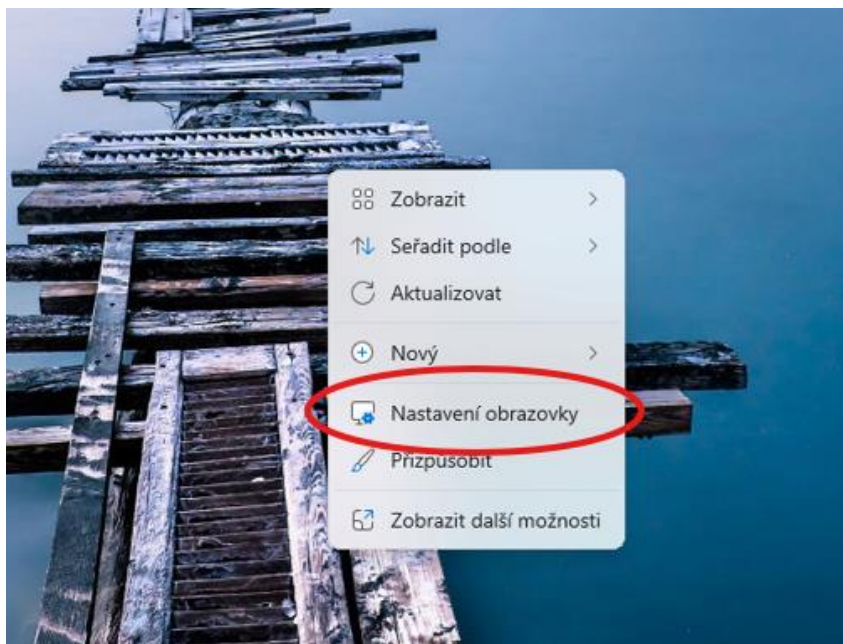 Zobrazit
Seřadit podle
Aktualizovat
Nový
Nastavení obrazovky
Přizpůsobit
Zobrazit další možnosti